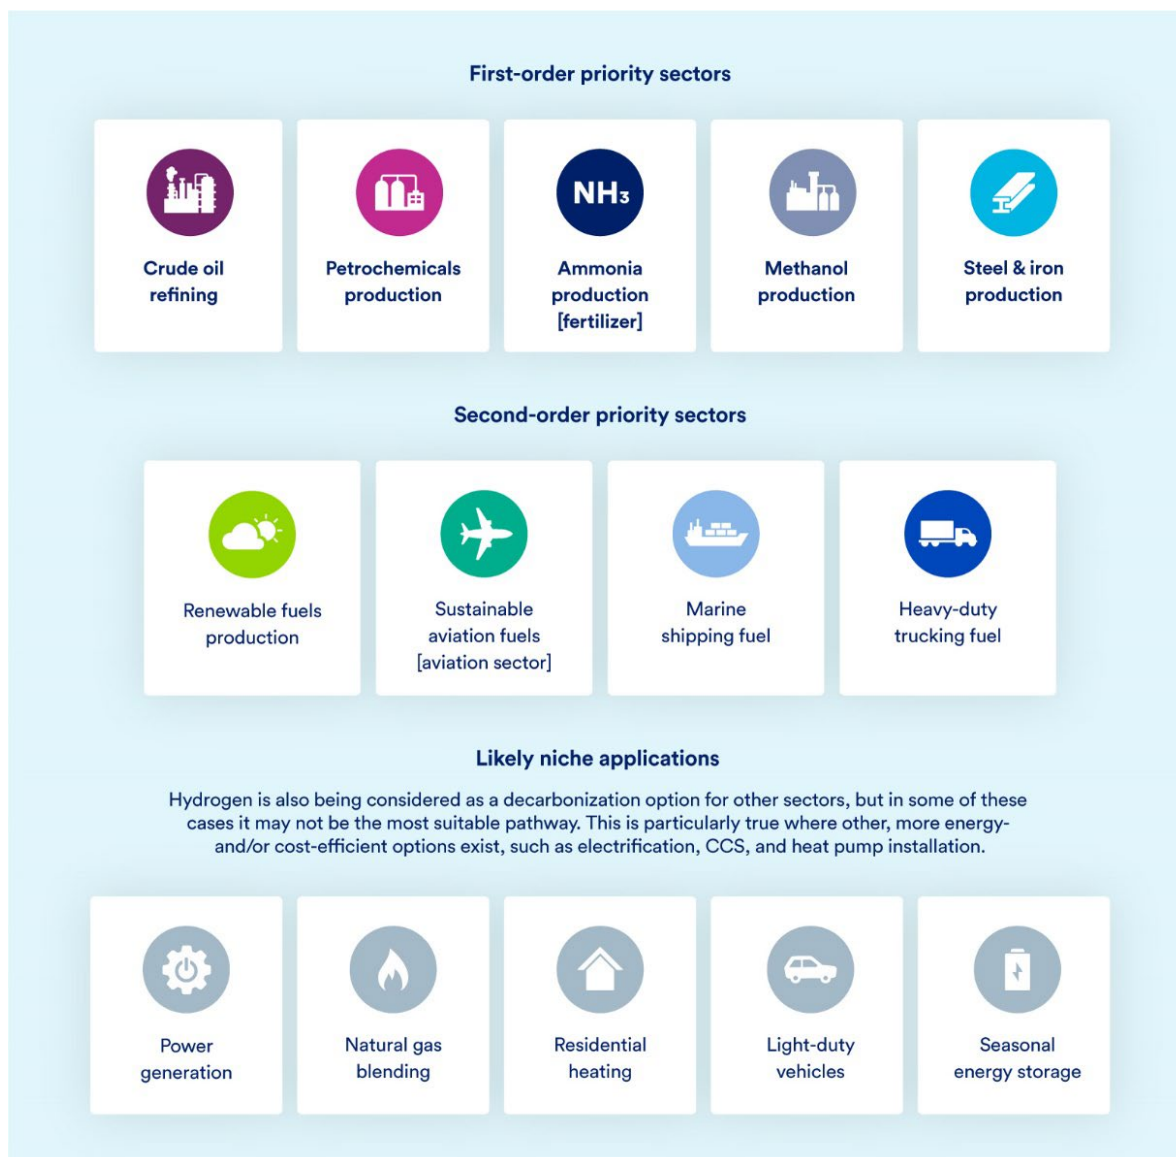 First-order priority sectors
NH₃
Crude oil
refining
Petrochemicals
production
Ammonia
production
[fertilizer]
Methanol
production
Steel & iron
production
Second-order priority sectors
Renewable fuels
production
Sustainable
aviation fuels
[aviation sector]
Marine
shipping fuel
Heavy-duty
trucking fuel
Likely niche applications
Hydrogen is also being considered as a decarbonization option for other sectors, but in some of these
cases it may not be the most suitable pathway. This is particularly true where other, more energy-
and/or cost-efficient options exist, such as electrification, CCS, and heat pump installation.
Power
generation
Natural gas
blending
Residential
heating
Light-duty
vehicles
Seasonal
energy storage